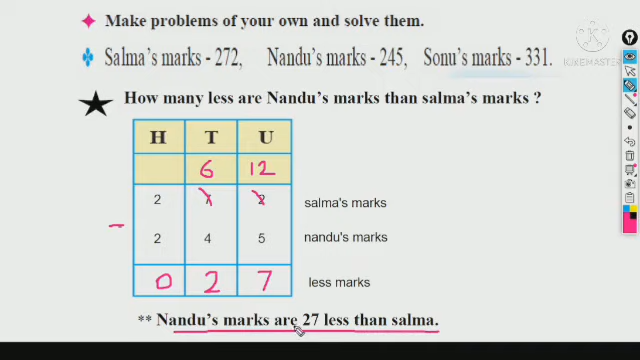 Make problems of your own and solve them.
Salma's marks - 272, Nandu's marks - 245, Sonu's marks - 331.
KINEMASTER
How many less are Nandu's marks than salma's marks ?
H T U
6 12
2 7 2 salma's marks
- 2 4 5 nandu's marks
0 2 7 less marks
** Nandu's marks are 27 less than salma.